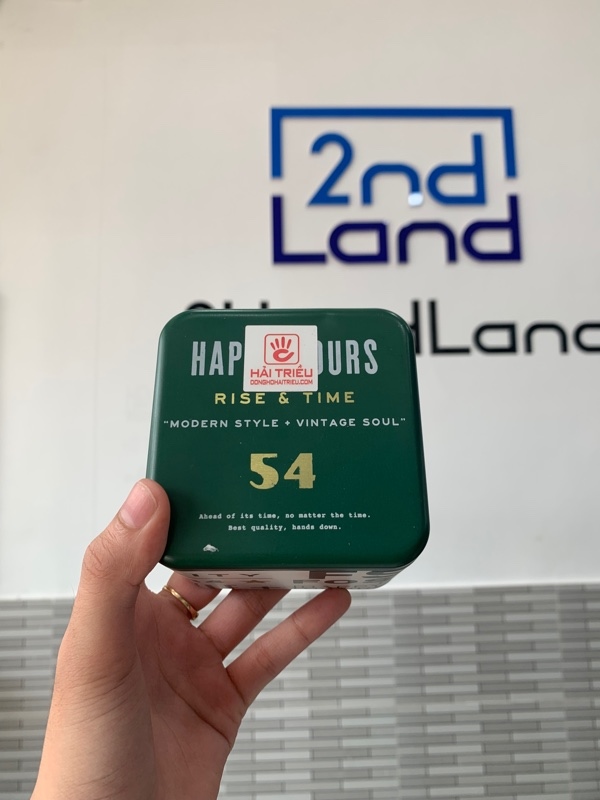 2nd
Land
HAP OURS
HẢI TRIỀU
DONGHOHAITRIEU.COM
RISE & TIME
"MODERN STYLE + VINTAGE SOUL"
54
Ahead of its time, no matter the time.
Best quality, hands down.